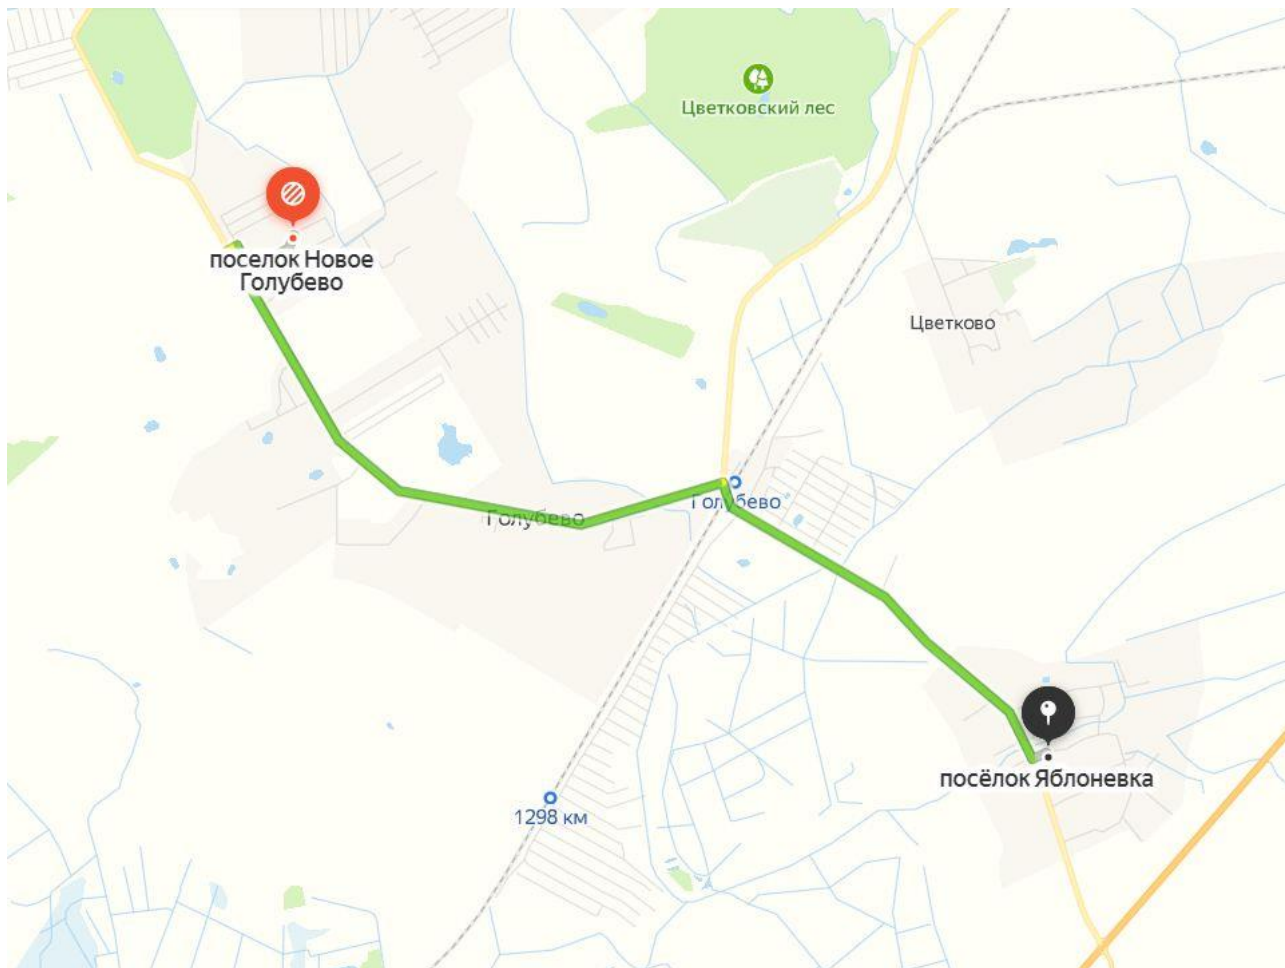 Цветковский лес
поселок Новое
Голубево
Цветково
Голубево
Голубево
1298 км
посёлок Яблоневка